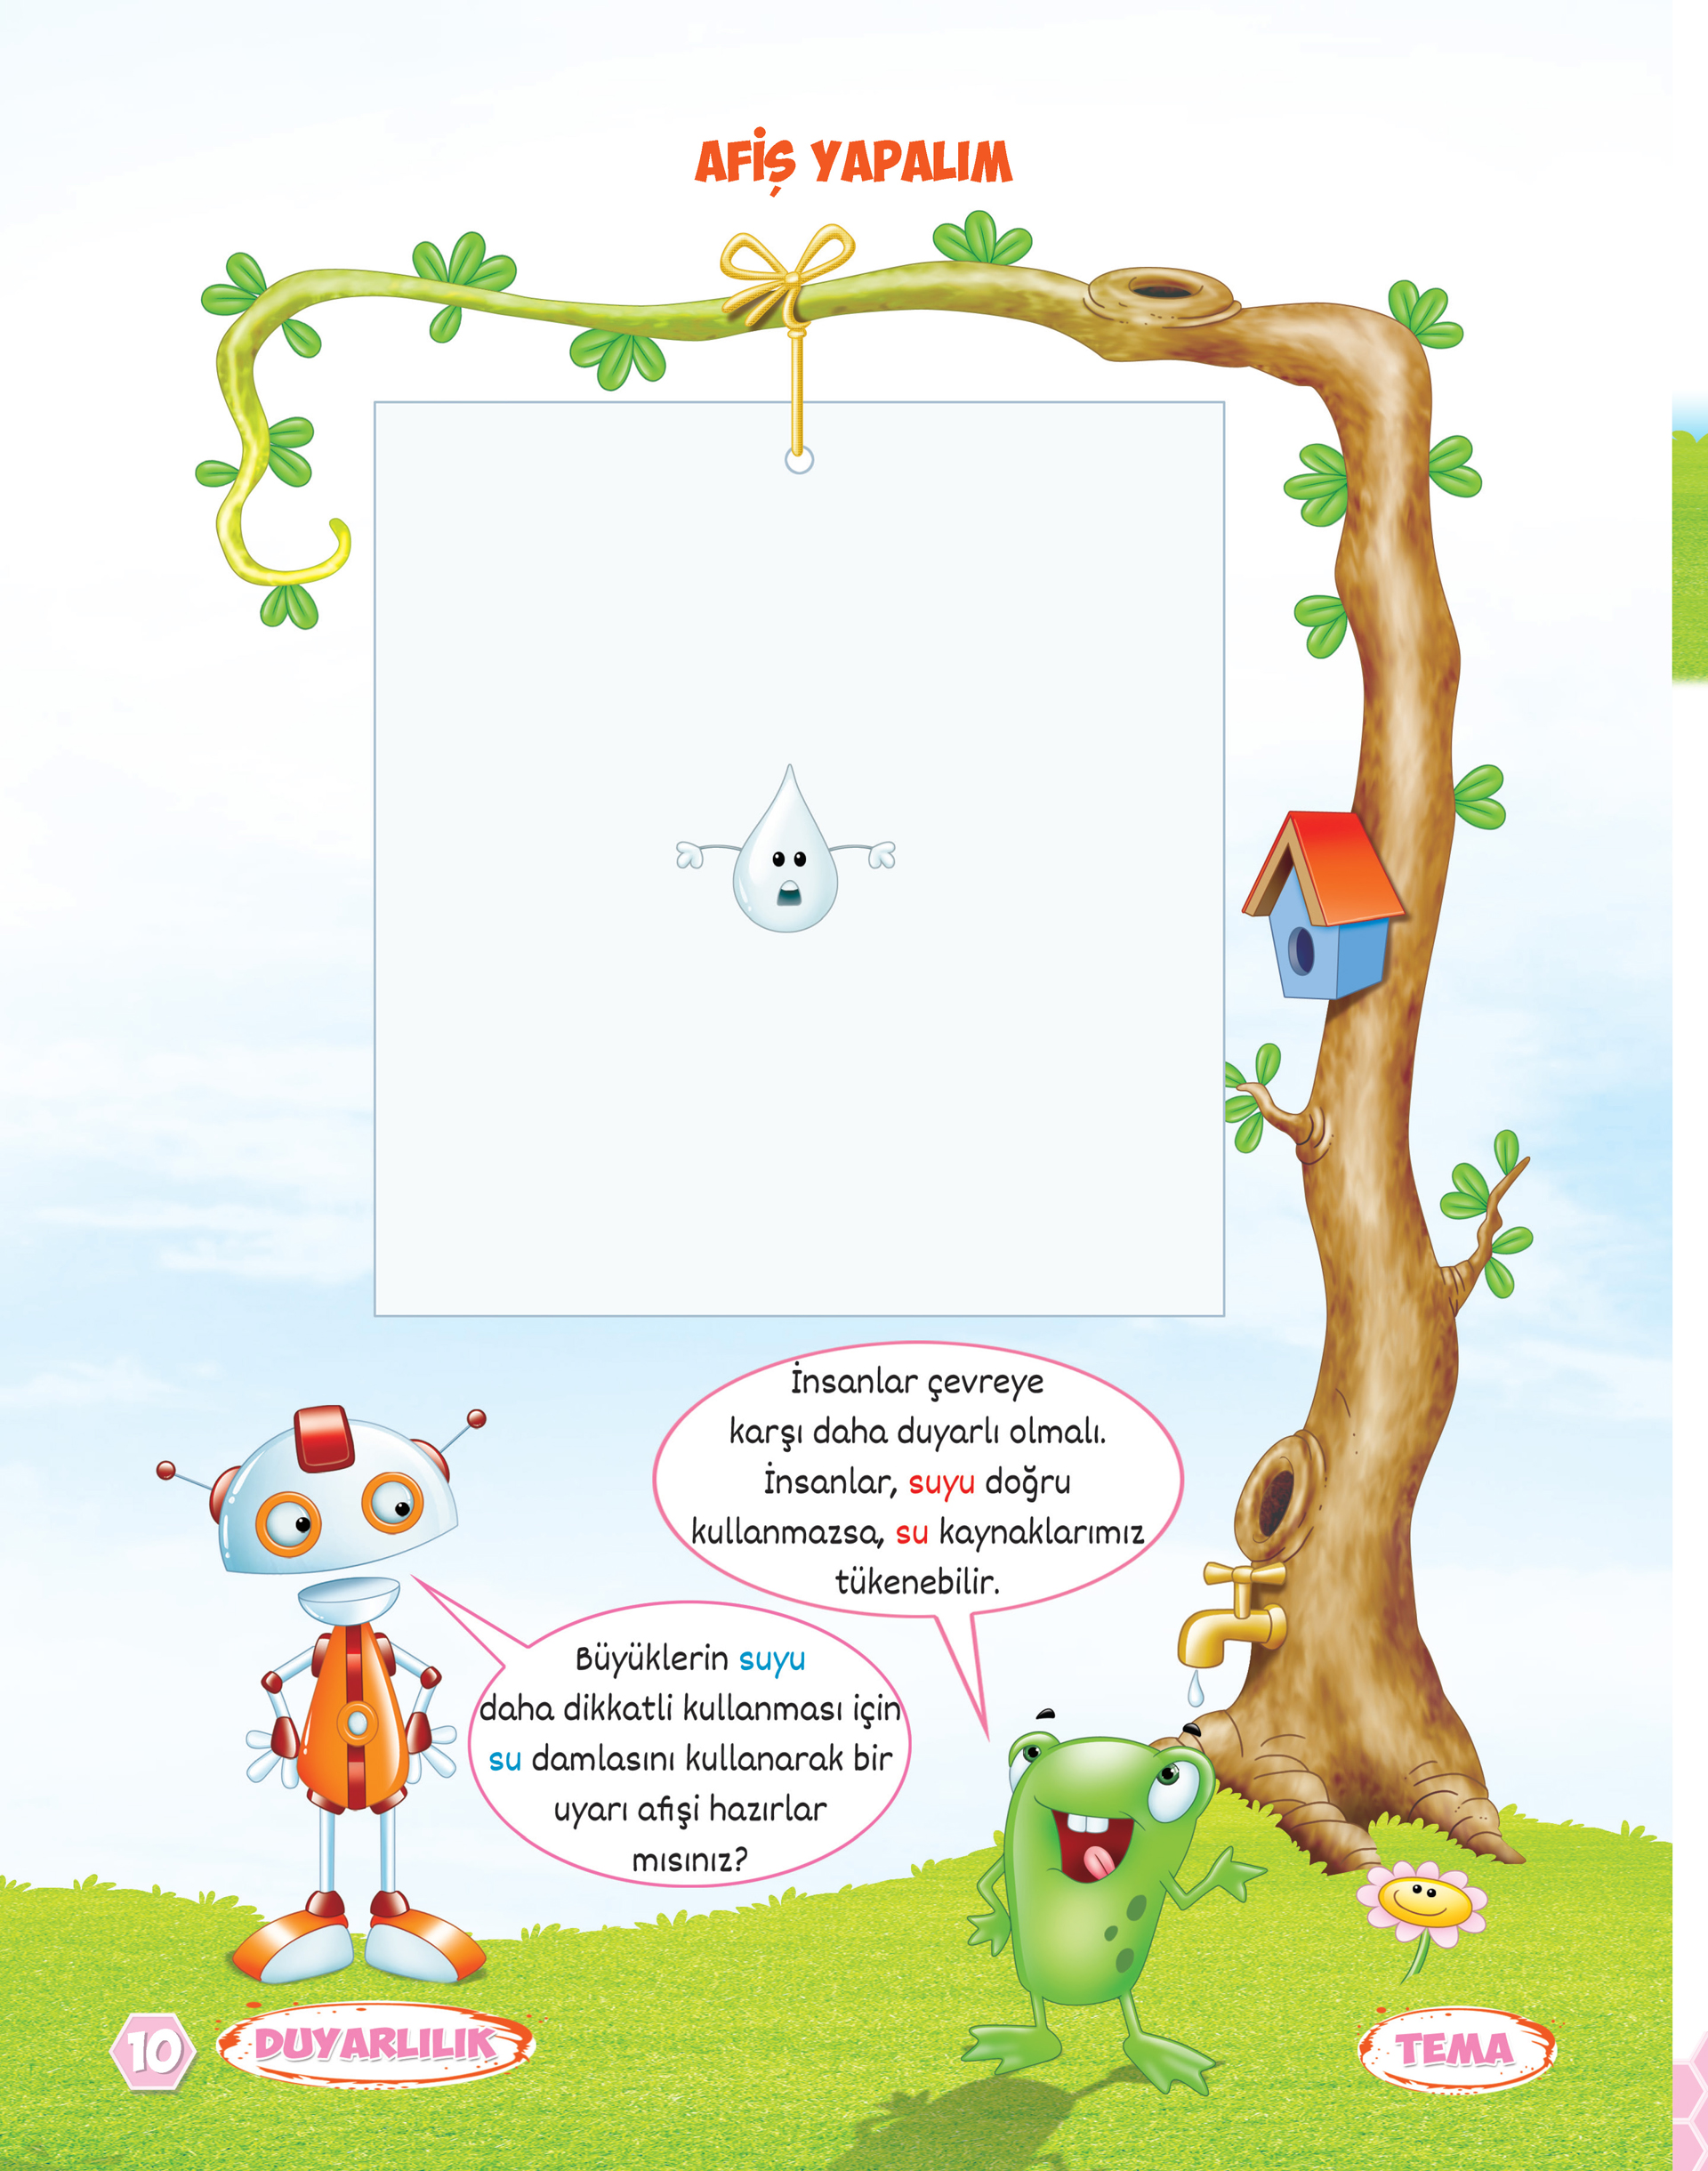 AFİŞ YAPALIM
İnsanlar çevreye
karşı daha duyarlı olmalı.
İnsanlar, suyu doğru
kullanmazsa, su kaynaklarımız
tükenebilir.
Büyüklerin suyu
daha dikkatli kullanması için
su damlasını kullanarak bir
uyarı afişi hazırlar
mısınız?
10
DUYARLILIK
TEMA